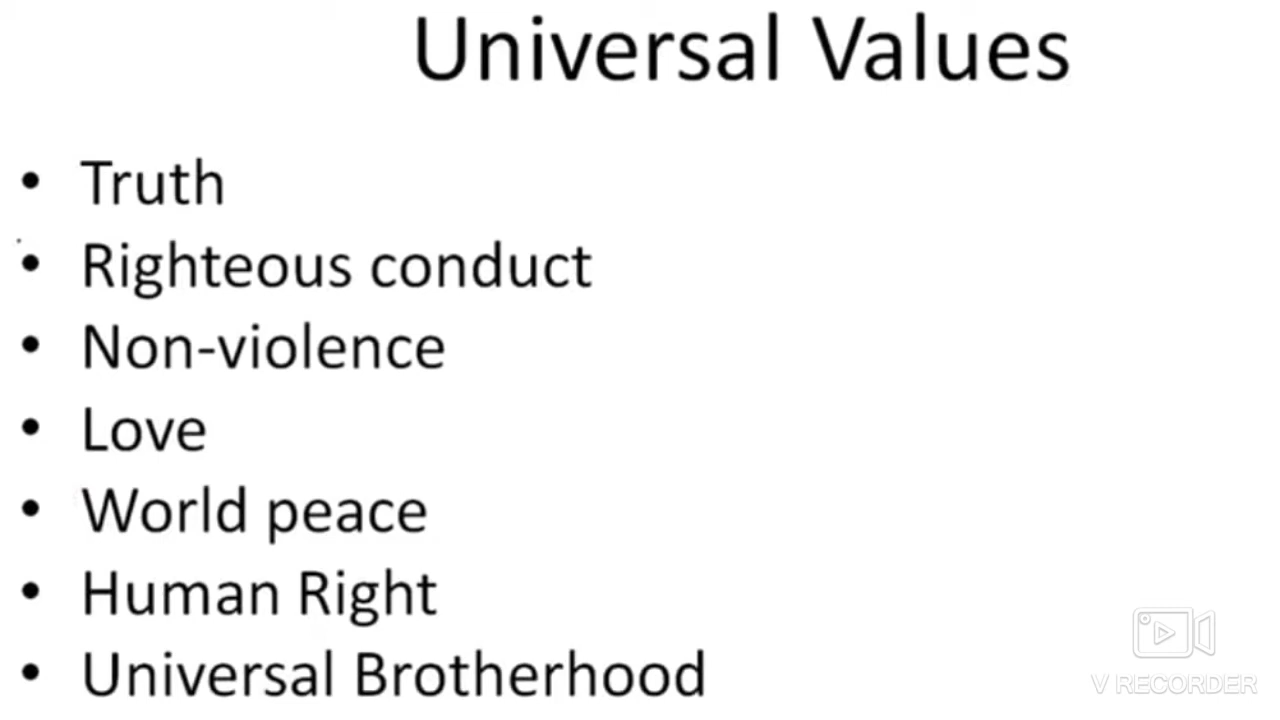 Universal Values
• Truth
• Righteous conduct
• Non-violence
• Love
• World peace
• Human Right
• Universal Brotherhood
V RECORDER